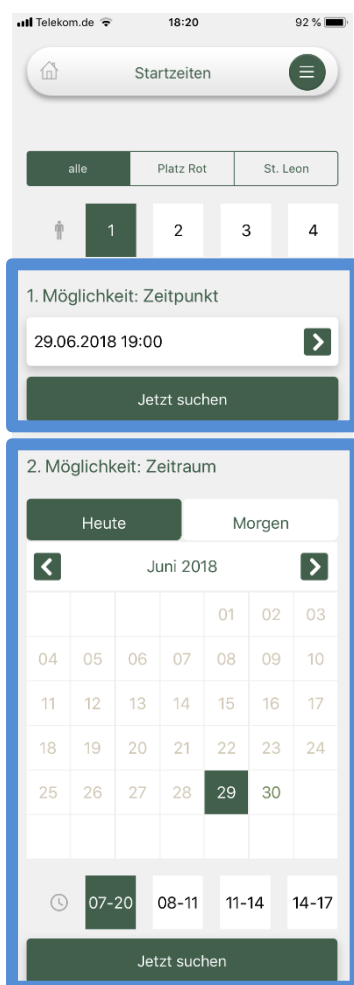 Telekom.de 18:20 92 %
Startzeiten
alle Platz Rot St. Leon
1 2 3 4
1. Möglichkeit: Zeitpunkt
29.06.2018 19:00
Jetzt suchen
2. Möglichkeit: Zeitraum
Heute Morgen
Juni 2018
01 02 03
04 05 06 07 08 09 10
11 12 13 14 15 16 17
18 19 20 21 22 23 24
25 26 27 28 29 30
07-20 08-11 11-14 14-17
Jetzt suchen